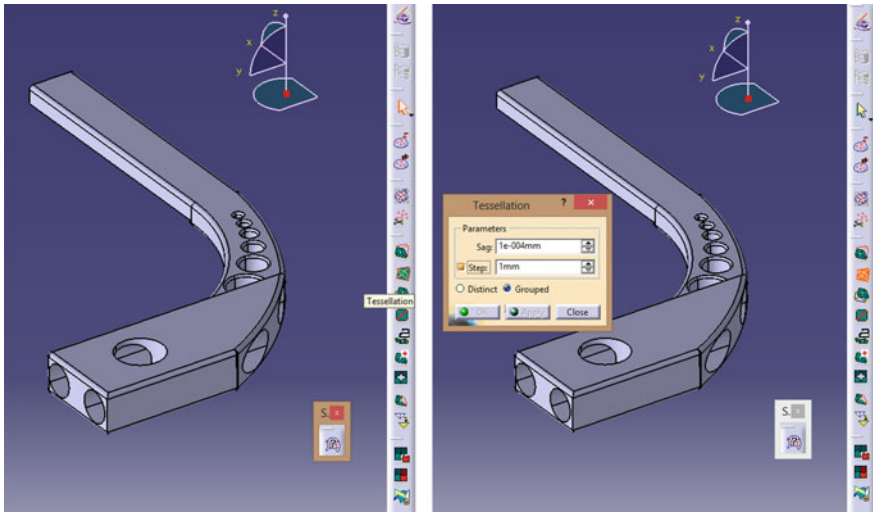 z
x
y
Tessellation
S.
z
x
y
Tessellation ?
Parameters
Sag: 1e-004mm
Step: 1mm
Distinct Grouped
OK Apply Close
S.